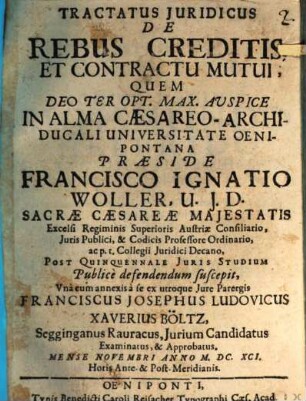 TRACTATUS JURIDICUS
2.
DE
REBUS CREDITIS,
ET CONTRACTU MUTUI;
QUEM
DEO TER OPT. MAX. AUSPICE
IN ALMA CÆSAREO-ARCHI-
DUCALI UNIVERSITATE OENI-
PONTANA
PRÆSIDE
FRANCISCO IGNATIO
WOLLER, U. J. D.
SACRÆ CÆSAREÆ MAJESTATIS
Excelsi Regiminis Superioris Austriæ Consiliario,
Juris Publici, & Codicis Professore Ordinario,
ac p. t. Collegii Juridici Decano,
POST QUINQUENNALE JURIS STUDIUM
Publicè defendendum suscepit,
Vnà cum annexis à se ex utroque Jure Parergis
FRANCISCUS JOSEPHUS LUDOVICUS
XAVERIUS BÖLTZ,
Segginganus Rauracus, Jurium Candidatus
Examinatus, & Approbatus,
MENSE NOVEMBRI ANNO M. DC. XCI.
Horis Ante- & Post-Meridianis.
OENIPONTI,
Typis Benedicti Caroli Reisacher Typographi Cæs. Acad.